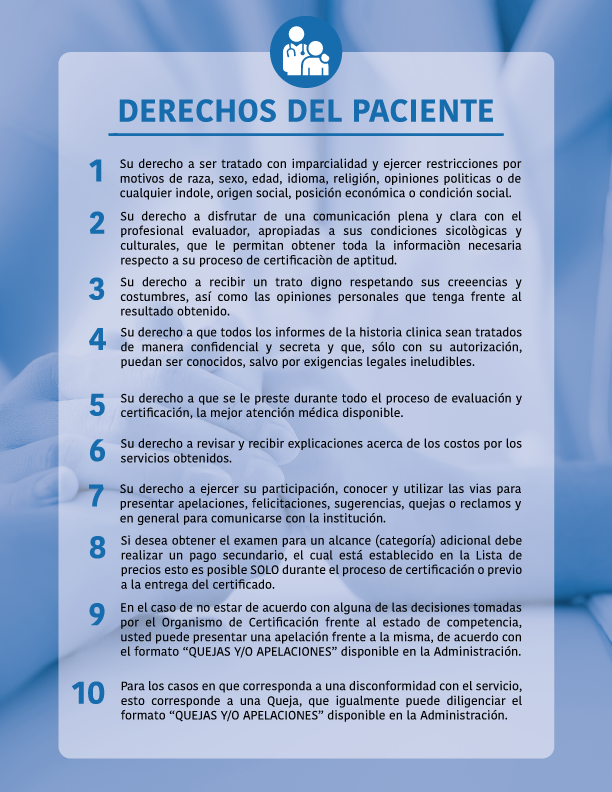 DERECHOS DEL PACIENTE
1 Su derecho a ser tratado con imparcialidad y ejercer restricciones por
motivos de raza, sexo, edad, idioma, religión, opiniones politicas o de
cualquier indole, origen social, posición económica o condición social.
2 Su derecho a disfrutar de una comunicación plena y clara con el
profesional evaluador, apropiadas a sus condiciones sicològicas y
culturales, que le permitan obtener toda la informaciòn necesaria
respecto a su proceso de certificaciòn de aptitud.
3 Su derecho a recibir un trato digno respetando sus creeencias y
costumbres, así como las opiniones personales que tenga frente al
resultado obtenido.
4 Su derecho a que todos los informes de la historia clinica sean tratados
de manera confidencial y secreta y que, sólo con su autorización,
puedan ser conocidos, salvo por exigencias legales ineludibles.
5 Su derecho a que se le preste durante todo el proceso de evaluación y
certificación, la mejor atención médica disponible.
6 Su derecho a revisar y recibir explicaciones acerca de los costos por los
servicios obtenidos.
7 Su derecho a ejercer su participación, conocer y utilizar las vias para
presentar apelaciones, felicitaciones, sugerencias, quejas o reclamos y
en general para comunicarse con la institución.
8 Si desea obtener el examen para un alcance (categoría) adicional debe
realizar un pago secundario, el cual está establecido en la Lista de
precios esto es posible SOLO durante el proceso de certificación o previo
a la entrega del certificado.
9 En el caso de no estar de acuerdo con alguna de las decisiones tomadas
por el Organismo de Certificación frente al estado de competencia,
usted puede presentar una apelación frente a la misma, de acuerdo con
el formato “QUEJAS Y/O APELACIONES” disponible en la Administración.
10 Para los casos en que corresponda a una disconformidad con el servicio,
esto corresponde a una Queja, que igualmente puede diligenciar el
formato “QUEJAS Y/O APELACIONES” disponible en la Administración.